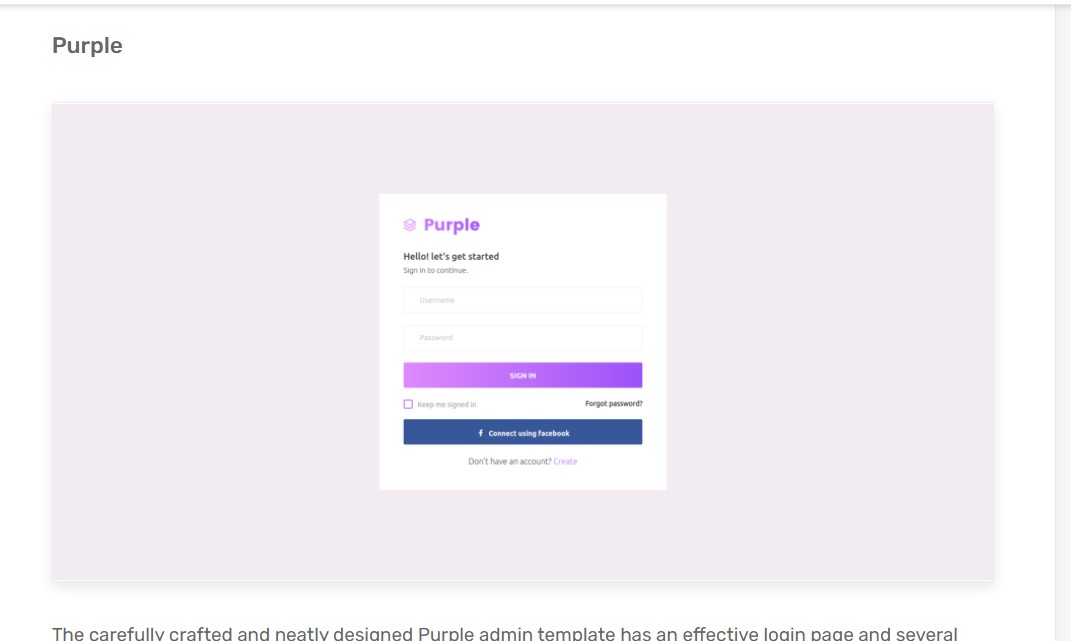 Purple
Purple
Hello! let's get started
Sign in to continue.
Username
Password
SIGN IN
Keep me signed in
Forgot password?
Connect using facebook
Don't have an account? Create
The carefully crafted and neatly designed Purple admin template has an effective login page and several